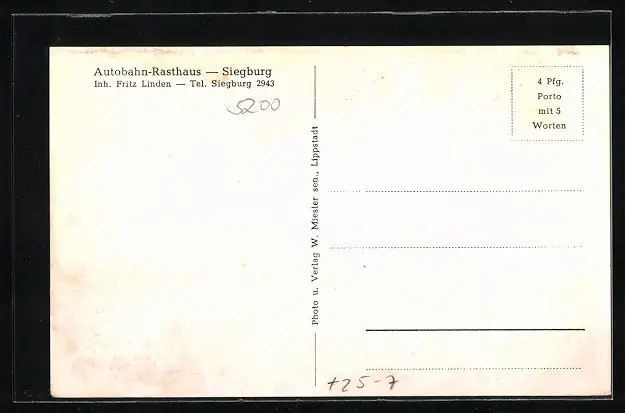 Autobahn-Rasthaus — Siegburg
Inh. Fritz Linden — Tel. Siegburg 2943
5200
Photo u. Verlag W. Miesler sen., Lippstadt
4 Pfg.
Porto
mit 5
Worten
+25-7